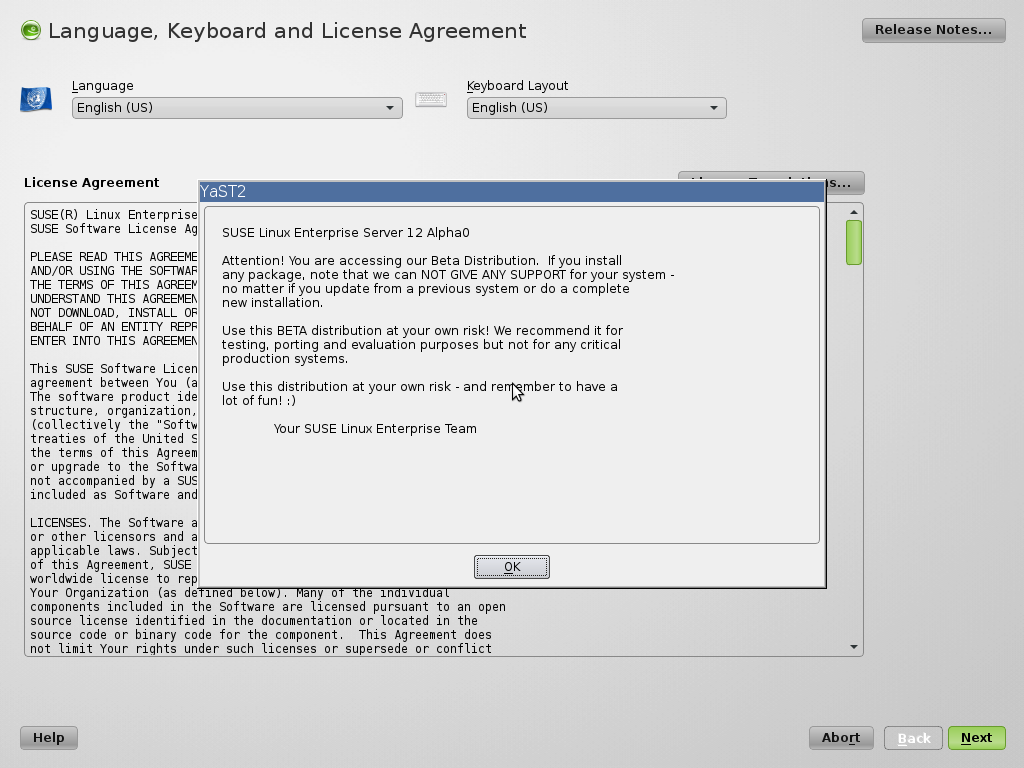 Language, Keyboard and License Agreement
Release Notes...
Language
Keyboard Layout
English (US)
English (US)
License Agreement
s...
YaST2
SUSE(R) Linux Enterprise
SUSE Software License Ag
PLEASE READ THIS AGREEME
AND/OR USING THE SOFTWAR
THE TERMS OF THIS AGREEM
UNDERSTAND THIS AGREEMEN
NOT DOWNLOAD, INSTALL OR
BEHALF OF AN ENTITY REPR
ENTER INTO THIS AGREEMEN
This SUSE Software Licen
agreement between You (a
The software product ide
structure, organization,
(collectively the "Softw
treaties of the United S
the terms of this Agreem
or upgrade to the Softwa
not accompanied by a SUS
included as Software and
LICENSES. The Software a
or other licensors and a
applicable laws. Subject
of this Agreement, SUSE
worldwide license to rep
Your Organization (as defined below). Many of the individual
components included in the Software are licensed pursuant to an open
source license identified in the documentation or located in the
source code or binary code for the component.  This Agreement does
not limit Your rights under such licenses or supersede or conflict
SUSE Linux Enterprise Server 12 Alpha0
Attention! You are accessing our Beta Distribution.  If you install
any package, note that we can NOT GIVE ANY SUPPORT for your system -
no matter if you update from a previous system or do a complete
new installation.
Use this BETA distribution at your own risk! We recommend it for
testing, porting and evaluation purposes but not for any critical
production systems.
Use this distribution at your own risk - and remember to have a
lot of fun! :)
Your SUSE Linux Enterprise Team
OK
Help
Abort
Back
Next